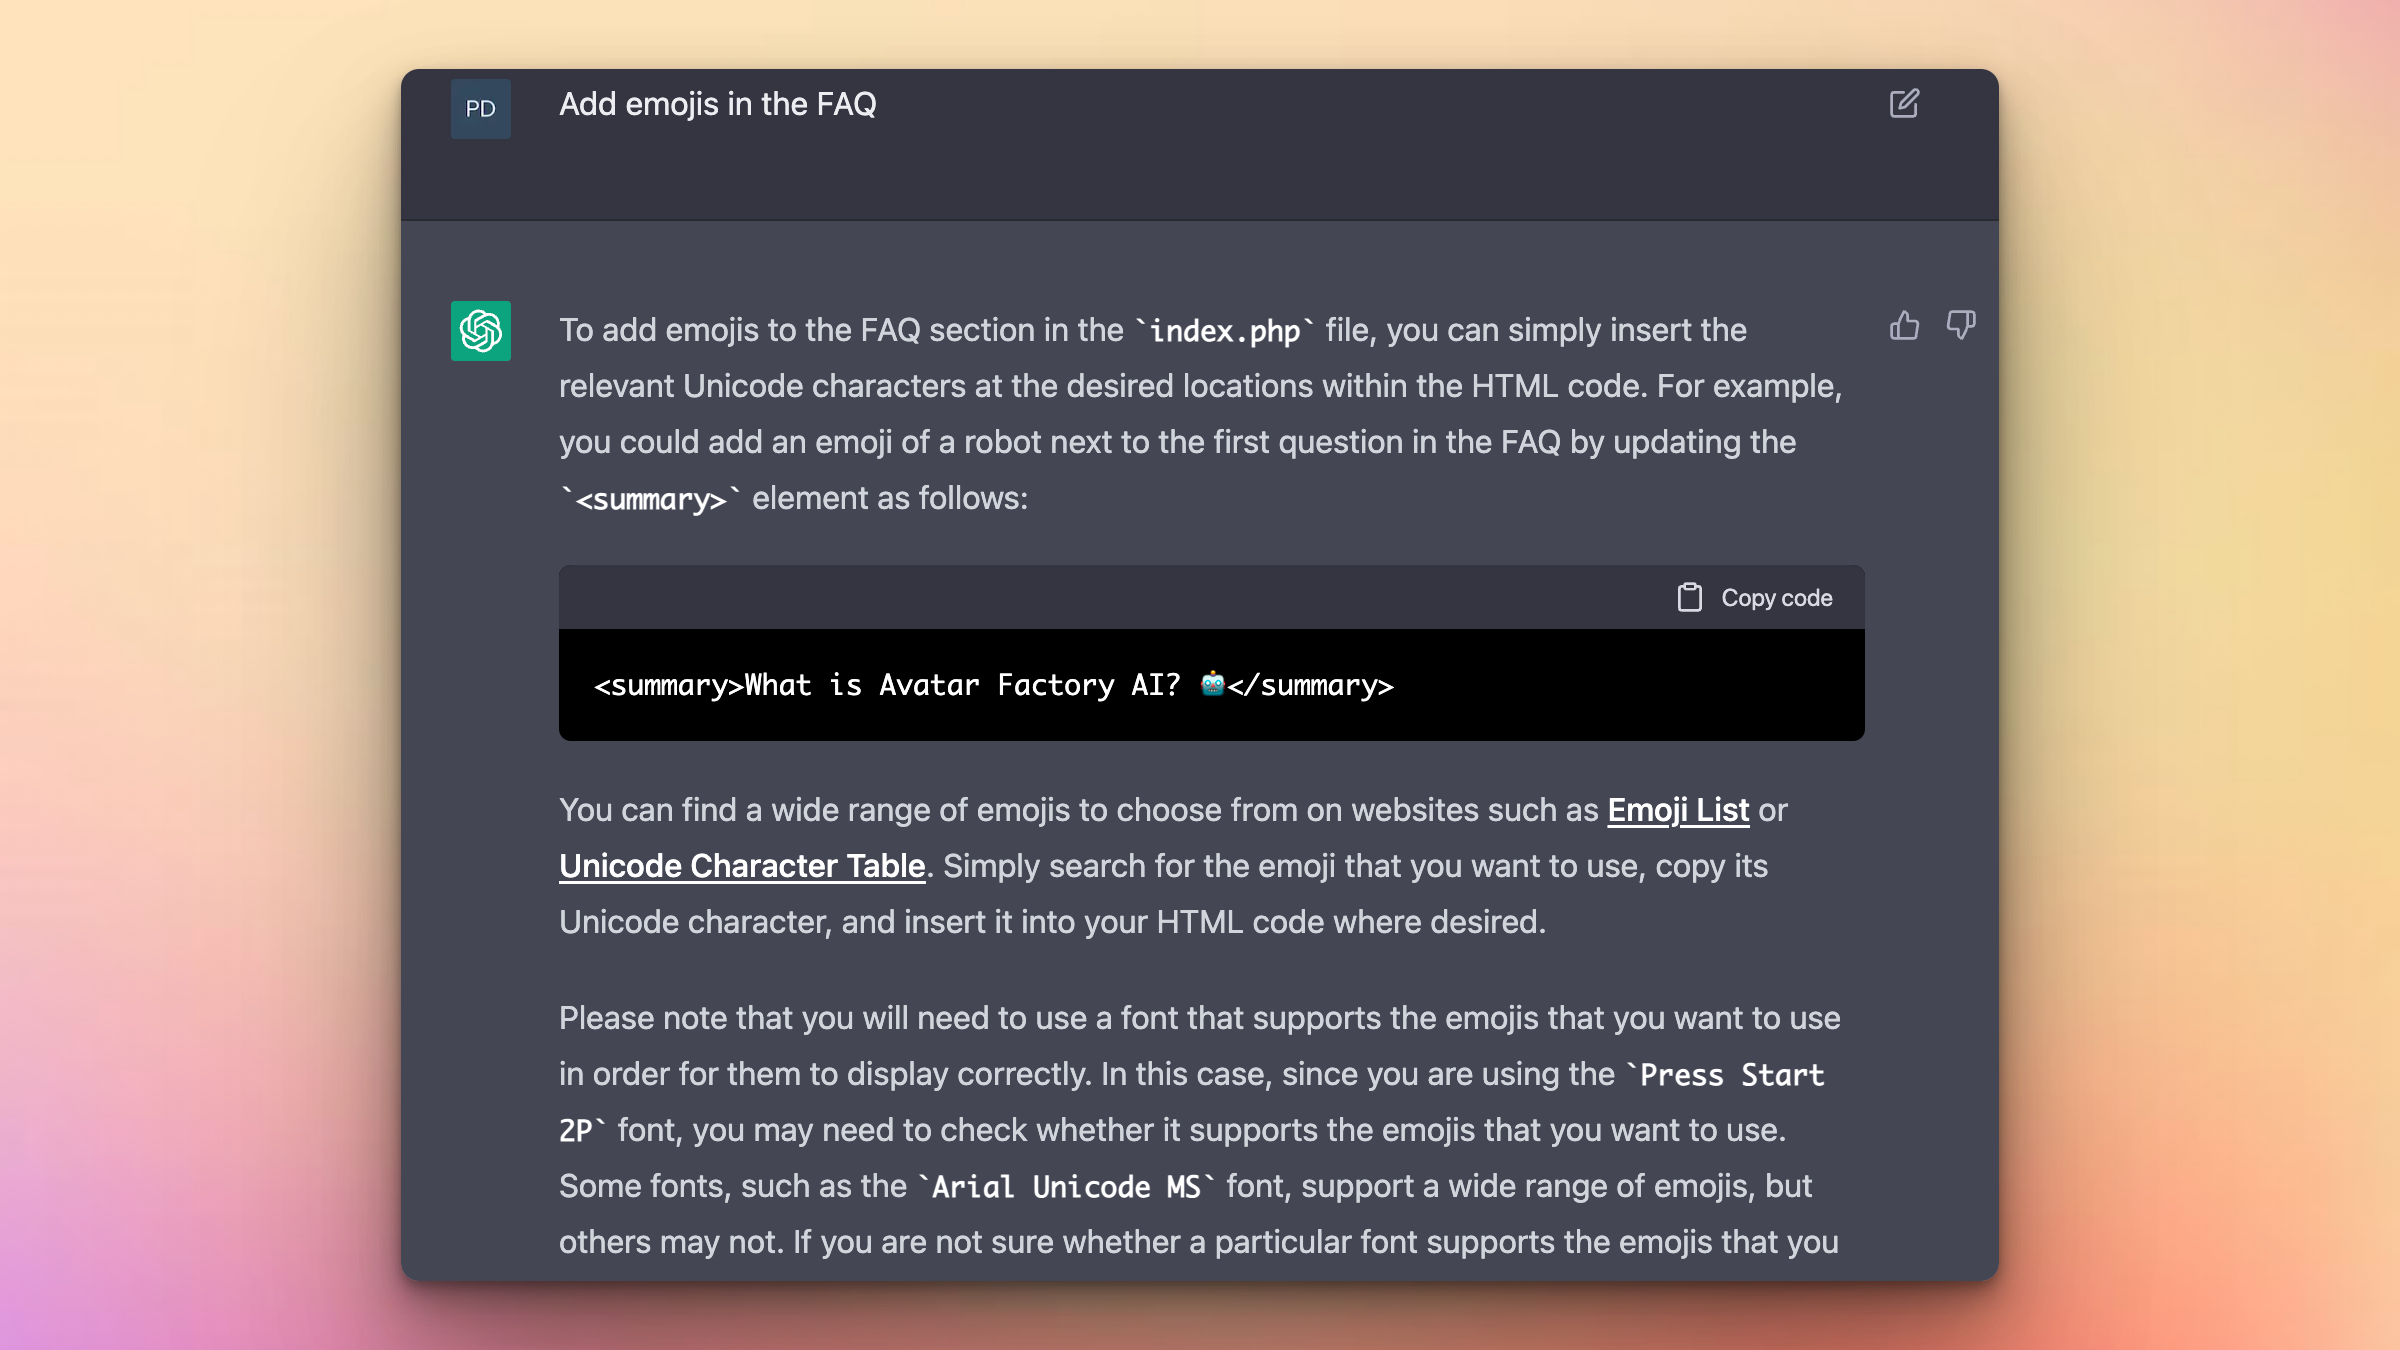 PD
Add emojis in the FAQ
To add emojis to the FAQ section in the `index.php` file, you can simply insert the
relevant Unicode characters at the desired locations within the HTML code. For example,
you could add an emoji of a robot next to the first question in the FAQ by updating the
`<summary>` element as follows:
Copy code
<summary>What is Avatar Factory AI? 🤖</summary>
You can find a wide range of emojis to choose from on websites such as Emoji List or
Unicode Character Table. Simply search for the emoji that you want to use, copy its
Unicode character, and insert it into your HTML code where desired.
Please note that you will need to use a font that supports the emojis that you want to use
in order for them to display correctly. In this case, since you are using the `Press Start
2P` font, you may need to check whether it supports the emojis that you want to use.
Some fonts, such as the `Arial Unicode MS` font, support a wide range of emojis, but
others may not. If you are not sure whether a particular font supports the emojis that you